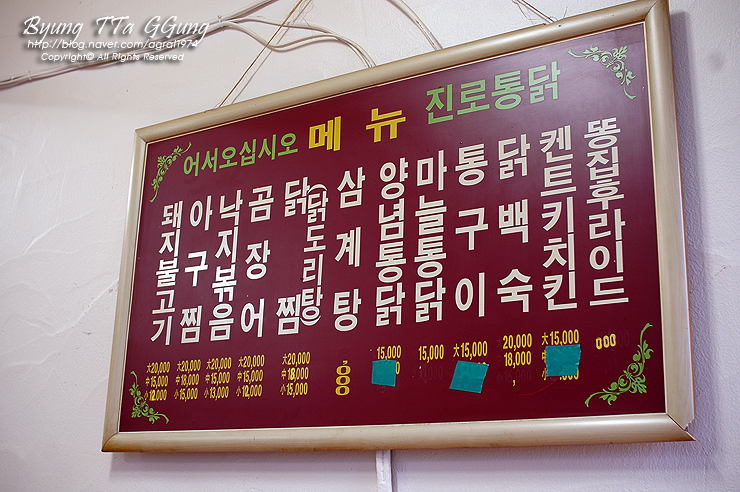 Byung TTa GGung
http://blog.naver.com/agra1974
Copyright© All Rights Reserved
어서오십시오 메뉴 진로통닭
돼지불고기
아구찜
낙지볶음
곰장어
닭찜
(닭도리탕)
삼계탕
양념통닭
마늘통닭
통구이
닭백숙
켄트키치킨
똥집후라이드
大20,000 中15,000 小12,000
大20,000 中18,000 小15,000
大20,000 中15,000 小13,000
大20,000 中15,000 小12,000
大20,000 中18,000 小15,000
,000
15,000
15,000
大15,000
20,000 18,000
大15,000
000